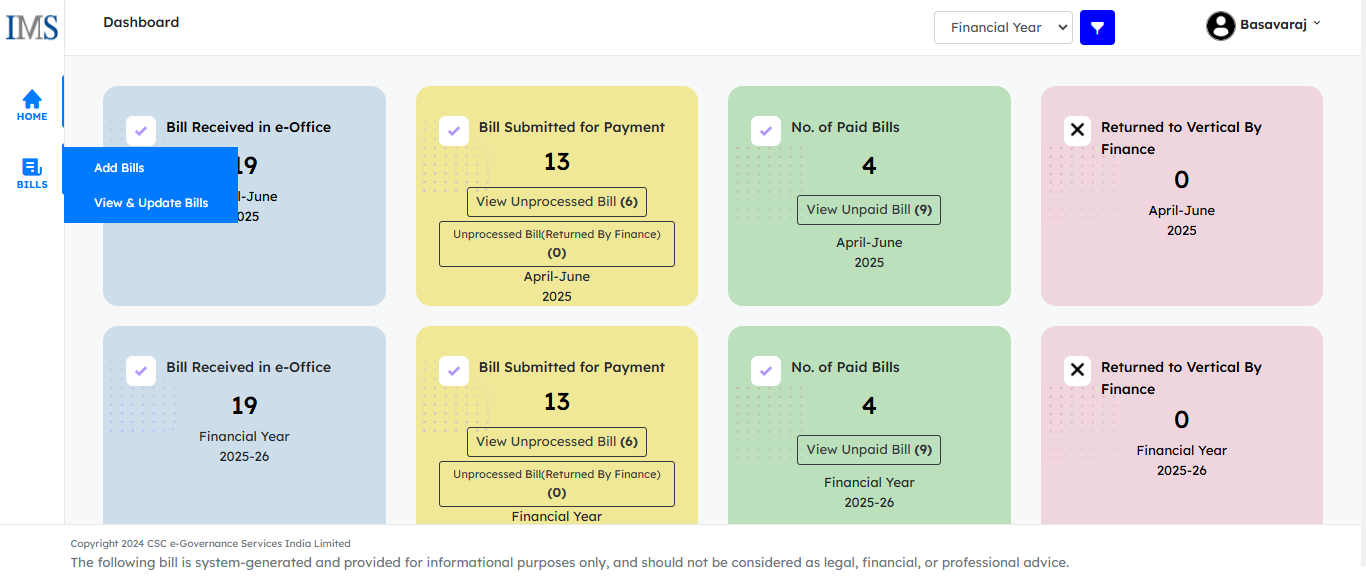 IMS
Dashboard
Financial Year
Basavaraj
HOME
BILLS
Add Bills
View & Update Bills
Bill Received in e-Office
19
l-June
025
Bill Submitted for Payment
13
View Unprocessed Bill (6)
Unprocessed Bill(Returned By Finance)
(0)
April-June
2025
No. of Paid Bills
4
View Unpaid Bill (9)
April-June
2025
Returned to Vertical By
Finance
0
April-June
2025
Bill Received in e-Office
19
Financial Year
2025-26
Bill Submitted for Payment
13
View Unprocessed Bill (6)
Unprocessed Bill(Returned By Finance)
(0)
Financial Year
No. of Paid Bills
4
View Unpaid Bill (9)
Financial Year
2025-26
Returned to Vertical By
Finance
0
Financial Year
2025-26
Copyright 2024 CSC e-Governance Services India Limited
The following bill is system-generated and provided for informational purposes only, and should not be considered as legal, financial, or professional advice.